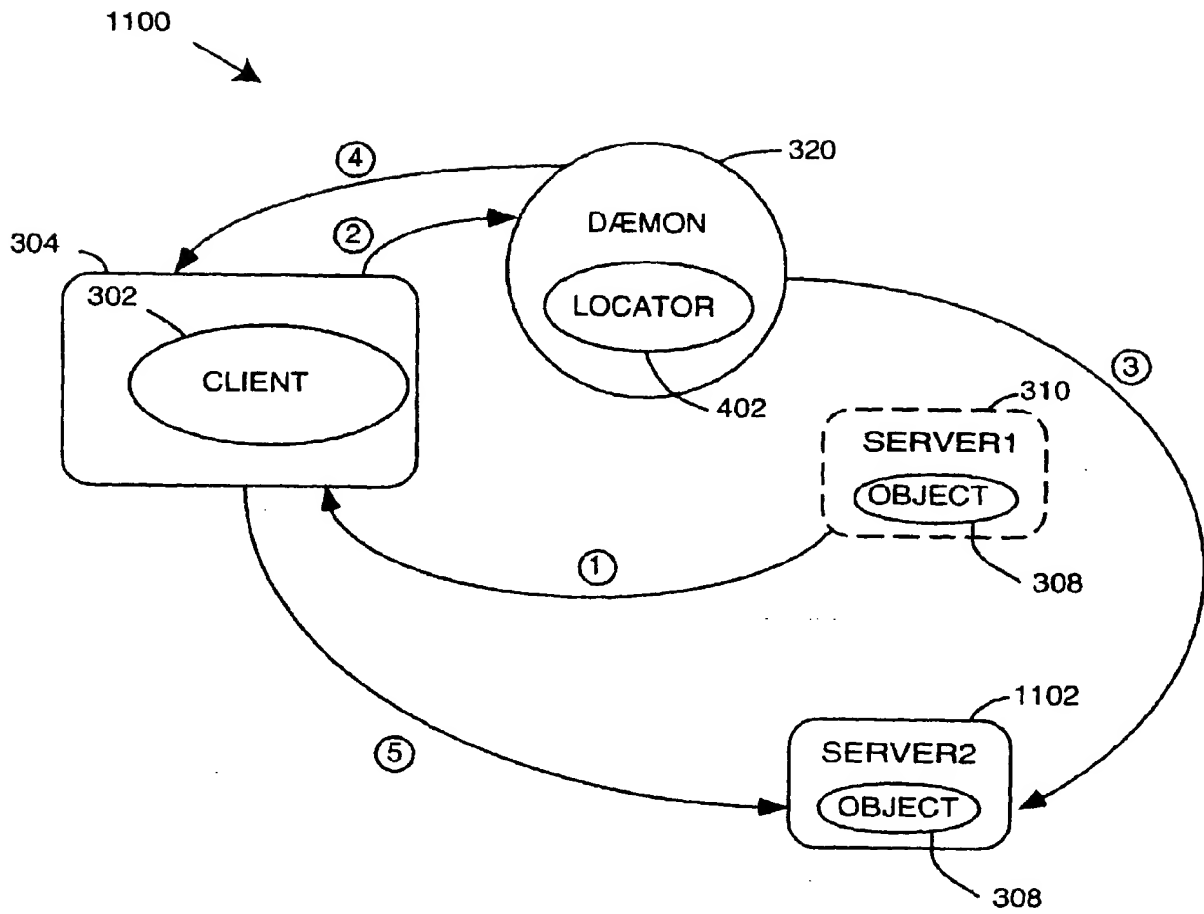 1100
④
320
②
DÆMON
304
302
LOCATOR
CLIENT
③
402
310
SERVER1
OBJECT
①
308
1102
⑤
SERVER2
OBJECT
308